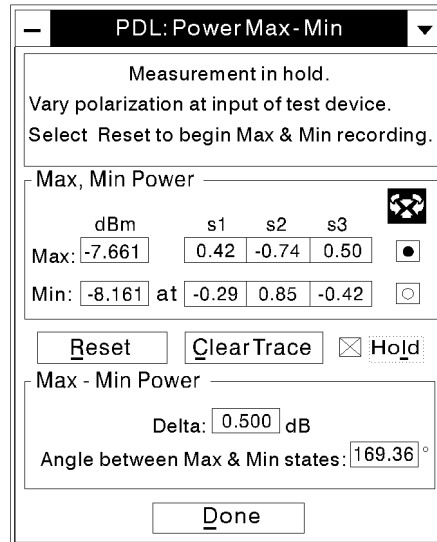 PDL: Power Max - Min
Measurement in hold.
Vary polarization at input of test device.
Select Reset to begin Max & Min recording.
Max, Min Power
dBm s1 s2 s3
Max: -7.661 0.42 -0.74 0.50
Min: -8.161 at -0.29 0.85 -0.42
Reset Clear Trace Hold
Max - Min Power
Delta: 0.500 dB
Angle between Max & Min states: 169.36 °
Done